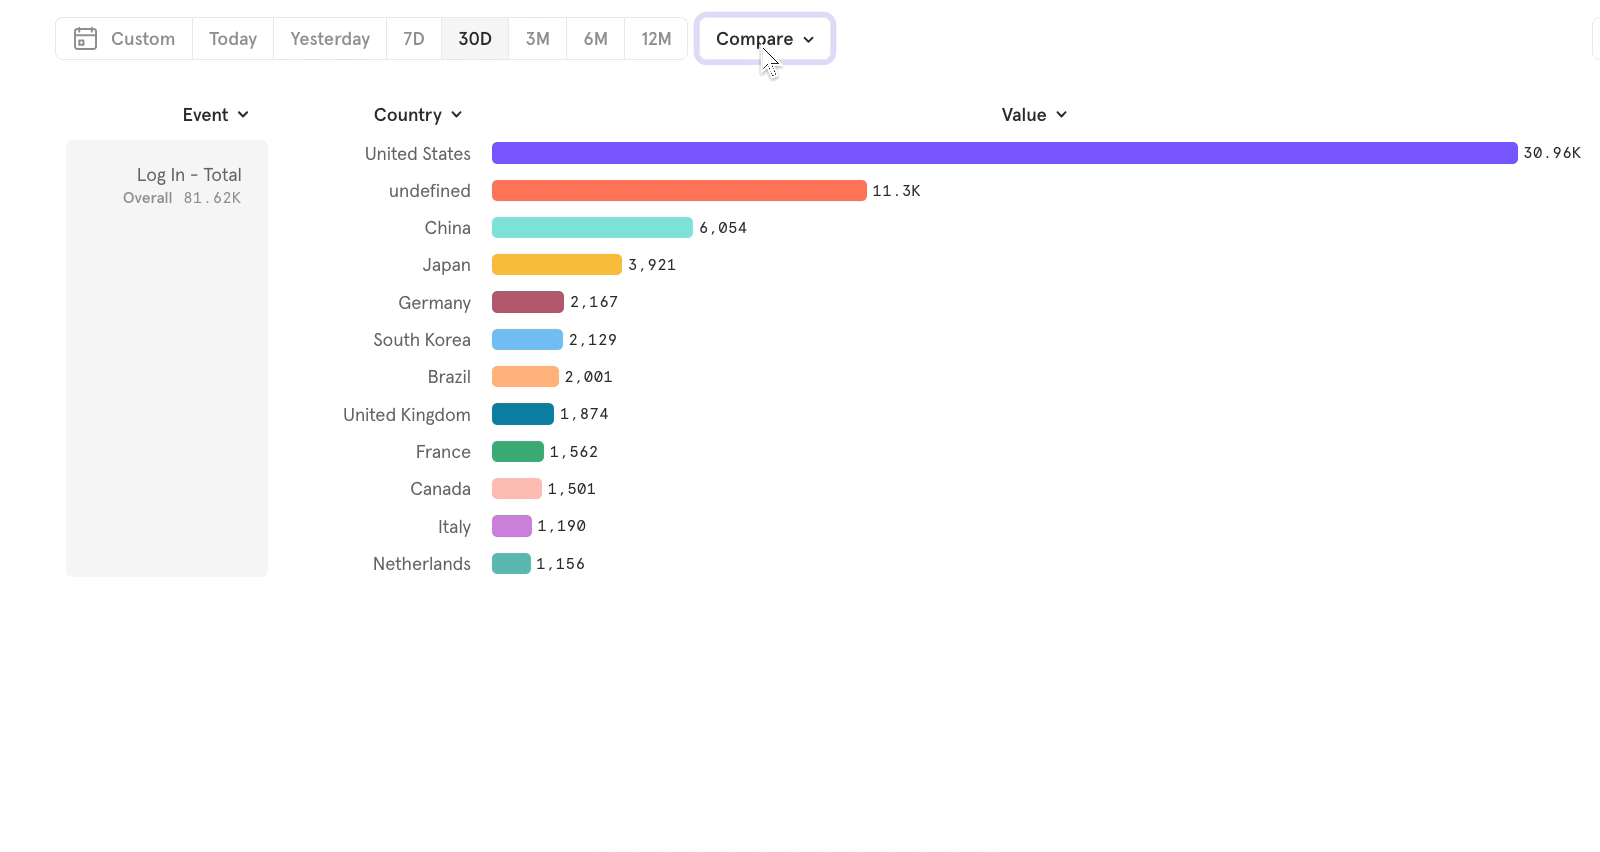 Custom Today Yesterday 7D 30D 3M 6M 12M Compare
Event Country Value
Log In - Total
Overall 81.62K
United States 30.96K
undefined 11.3K
China 6,054
Japan 3,921
Germany 2,167
South Korea 2,129
Brazil 2,001
United Kingdom 1,874
France 1,562
Canada 1,501
Italy 1,190
Netherlands 1,156